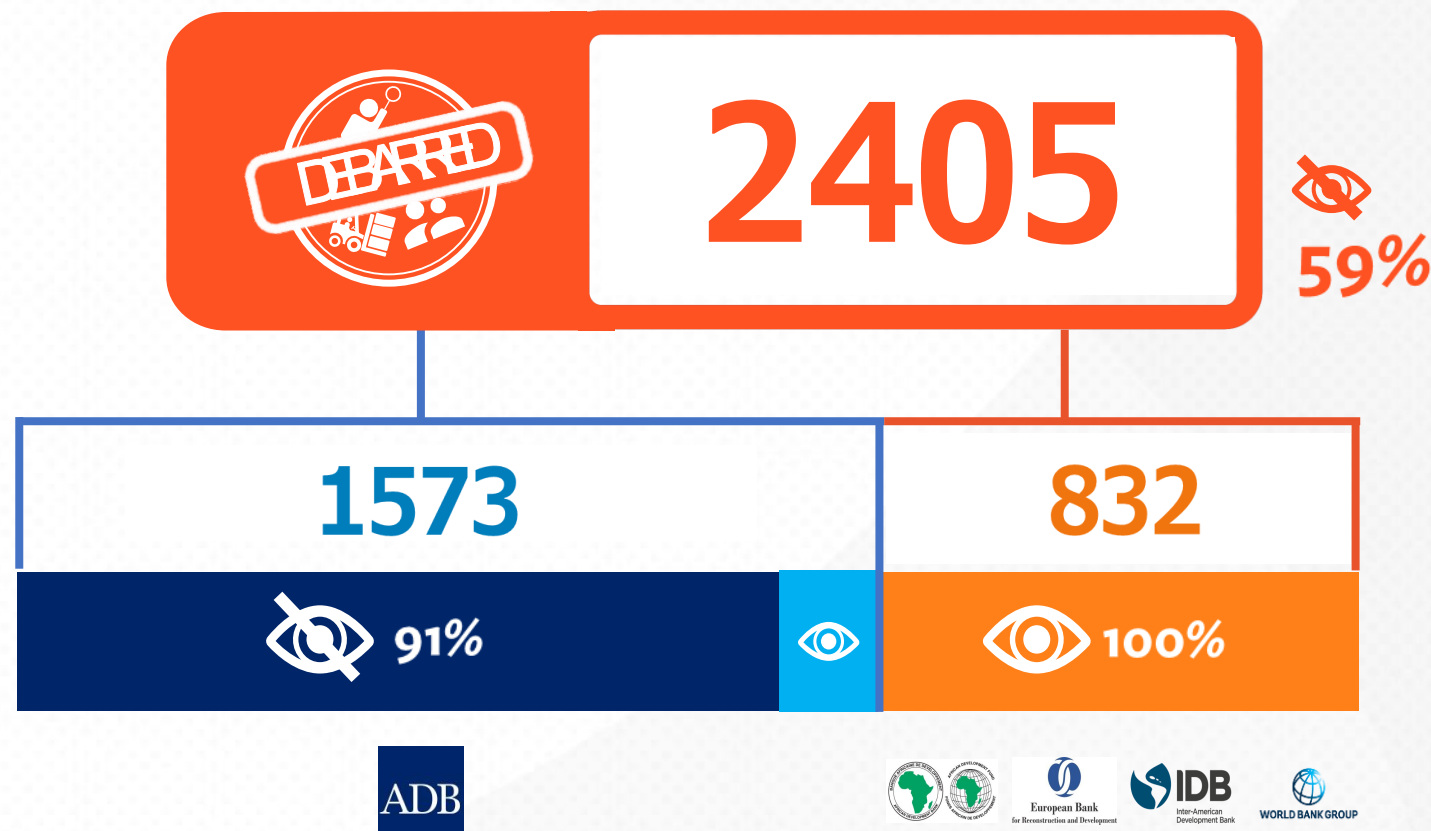 DEBARRED
2405
59%
1573
832
91%
100%
ADB
European Bank
for Reconstruction and Development
IDB
Inter-American
Development Bank
WORLD BANK GROUP